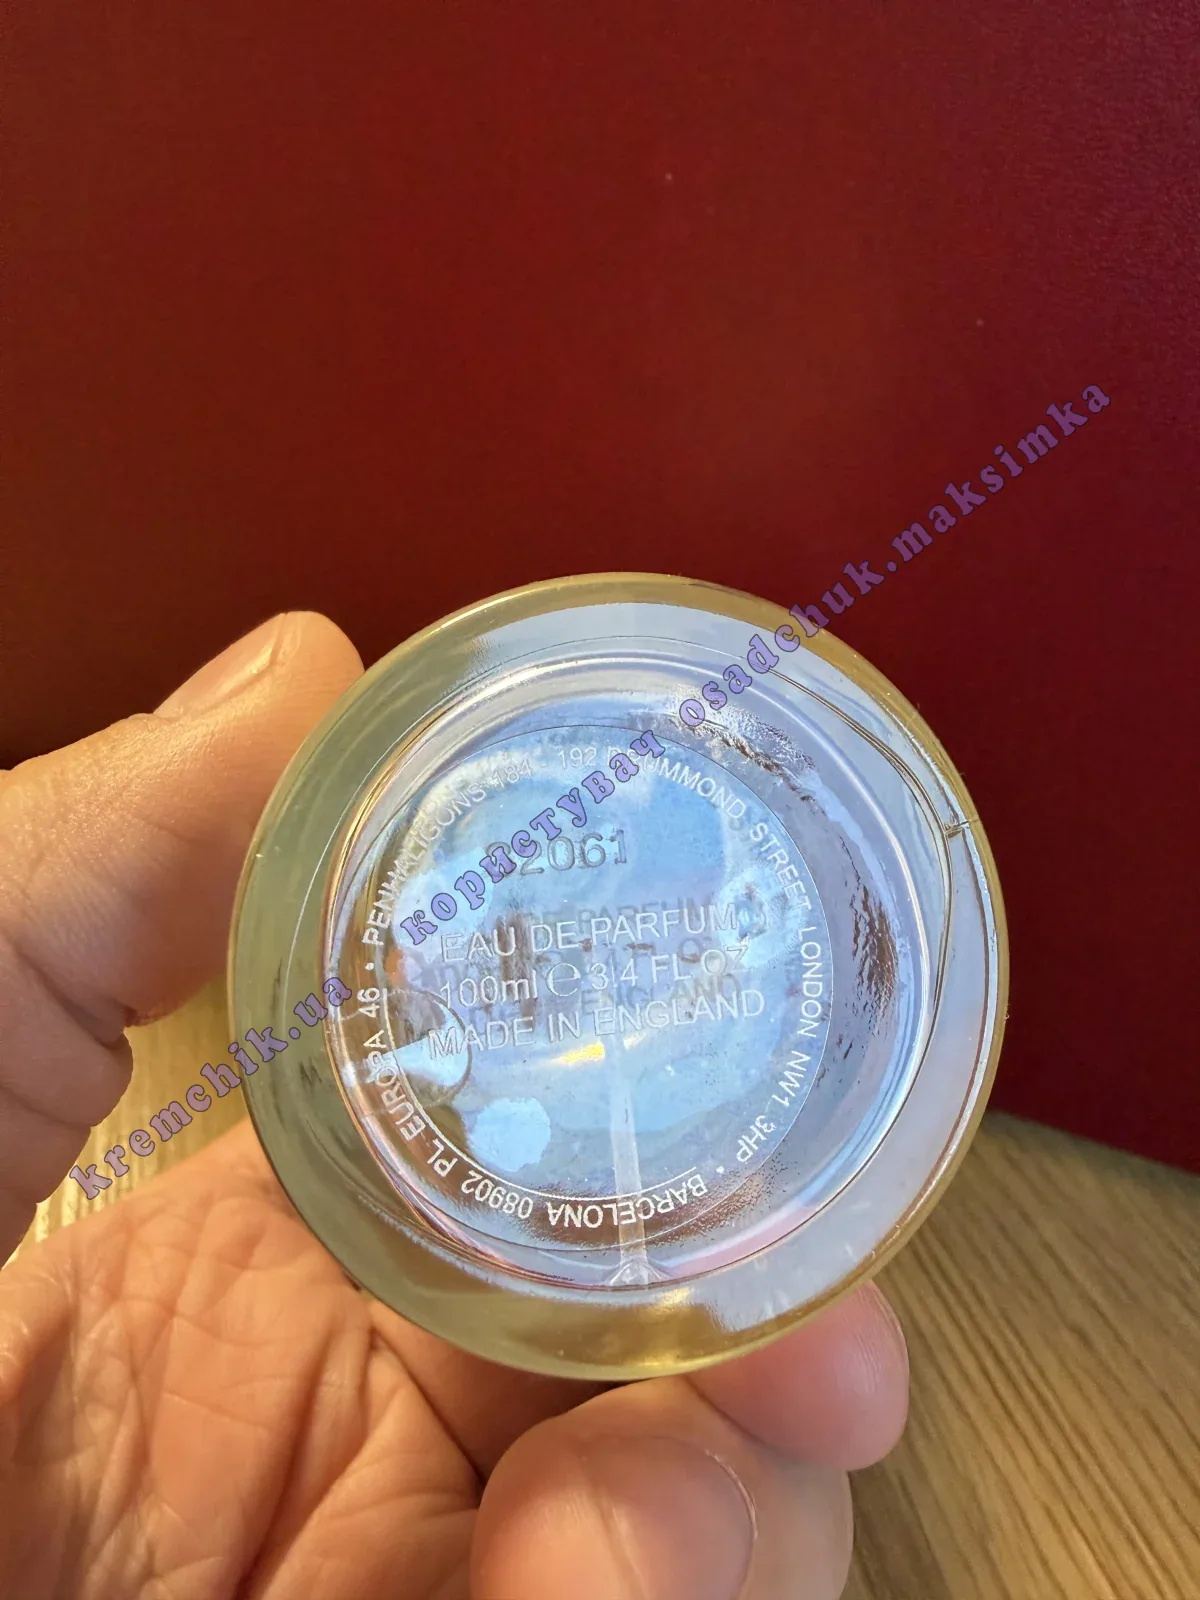 PENHALIGONS 184 - 192 DRUMMOND STREET LONDON NW1 3HP • BARCELONA 08902 PL EUROPA 46 •
2061
EAU DE PARFUM
100ml ℮ 3.4 FL OZ
MADE IN ENGLAND
kremchik.ua користувач osadchuk.maksimka